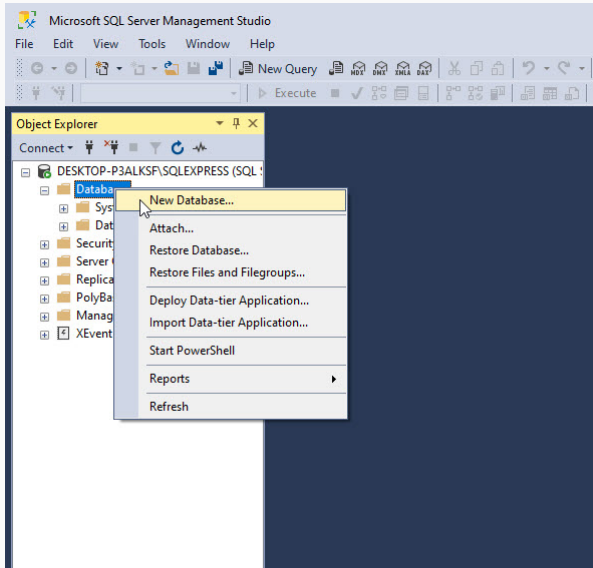 Microsoft SQL Server Management Studio
File Edit View Tools Window Help
New Query MDX DMX XMLA DAX
Execute
Object Explorer
Connect
DESKTOP-P3ALKSF\SQLEXPRESS (SQL
Databa
New Database...
Sys
Attach...
Dat
Restore Database...
Securit
Restore Files and Filegroups...
Server
Replica
Deploy Data-tier Application...
PolyBa
Import Data-tier Application...
Manag
XEvent
Start PowerShell
Reports
Refresh